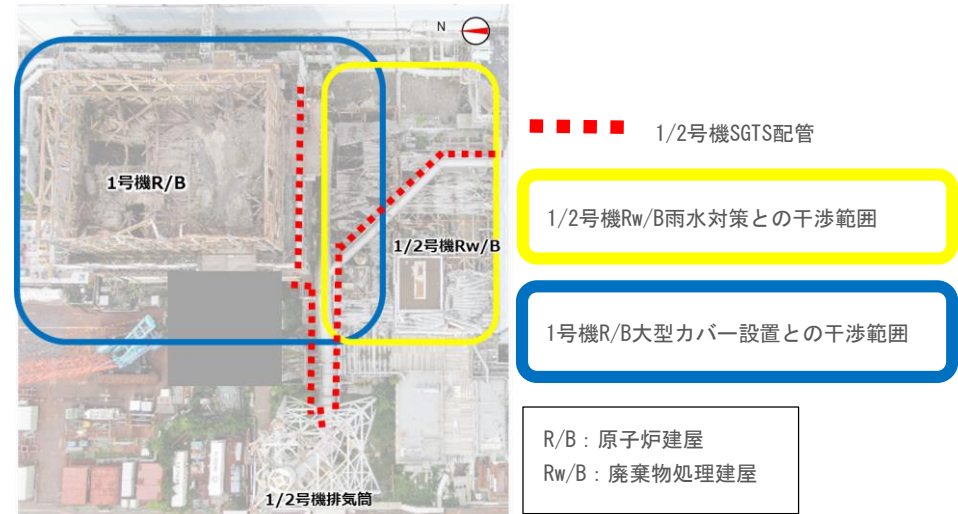 N
1号機R/B
1/2号機Rw/B
1/2号機排気筒
1/2号機SGTS配管
1/2号機Rw/B雨水対策との干渉範囲
1号機R/B大型カバー設置との干渉範囲
R/B：原子炉建屋
Rw/B：廃棄物処理建屋